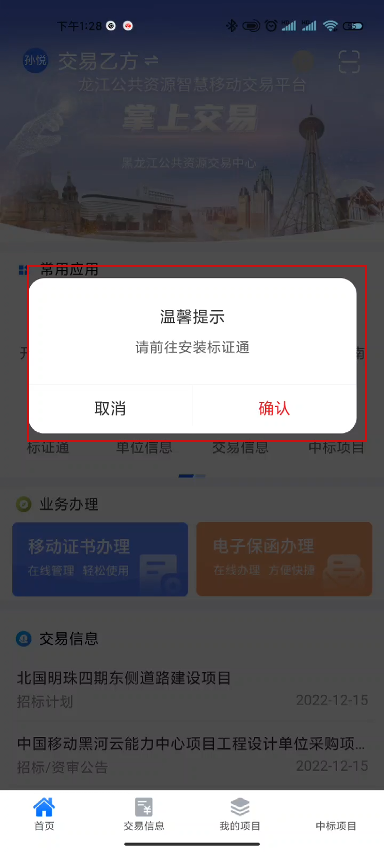 下午1:28
孙悦 交易乙方
龙江公共资源智慧移动交易平台
掌上交易
黑龙江公共资源交易中心
常用应用
温馨提示
请前往安装标证通
取消 确认
标证通 单位信息 交易信息 中标项目
业务办理
移动证书办理 电子保函办理
在线管理 轻松使用 在线办理 方便快捷
交易信息
北国明珠四期东侧道路建设项目
招标计划 2022-12-15
中国移动黑河云能力中心项目工程设计单位采购项...
招标/资审公告 2022-12-15
首页 交易信息 我的项目 中标项目